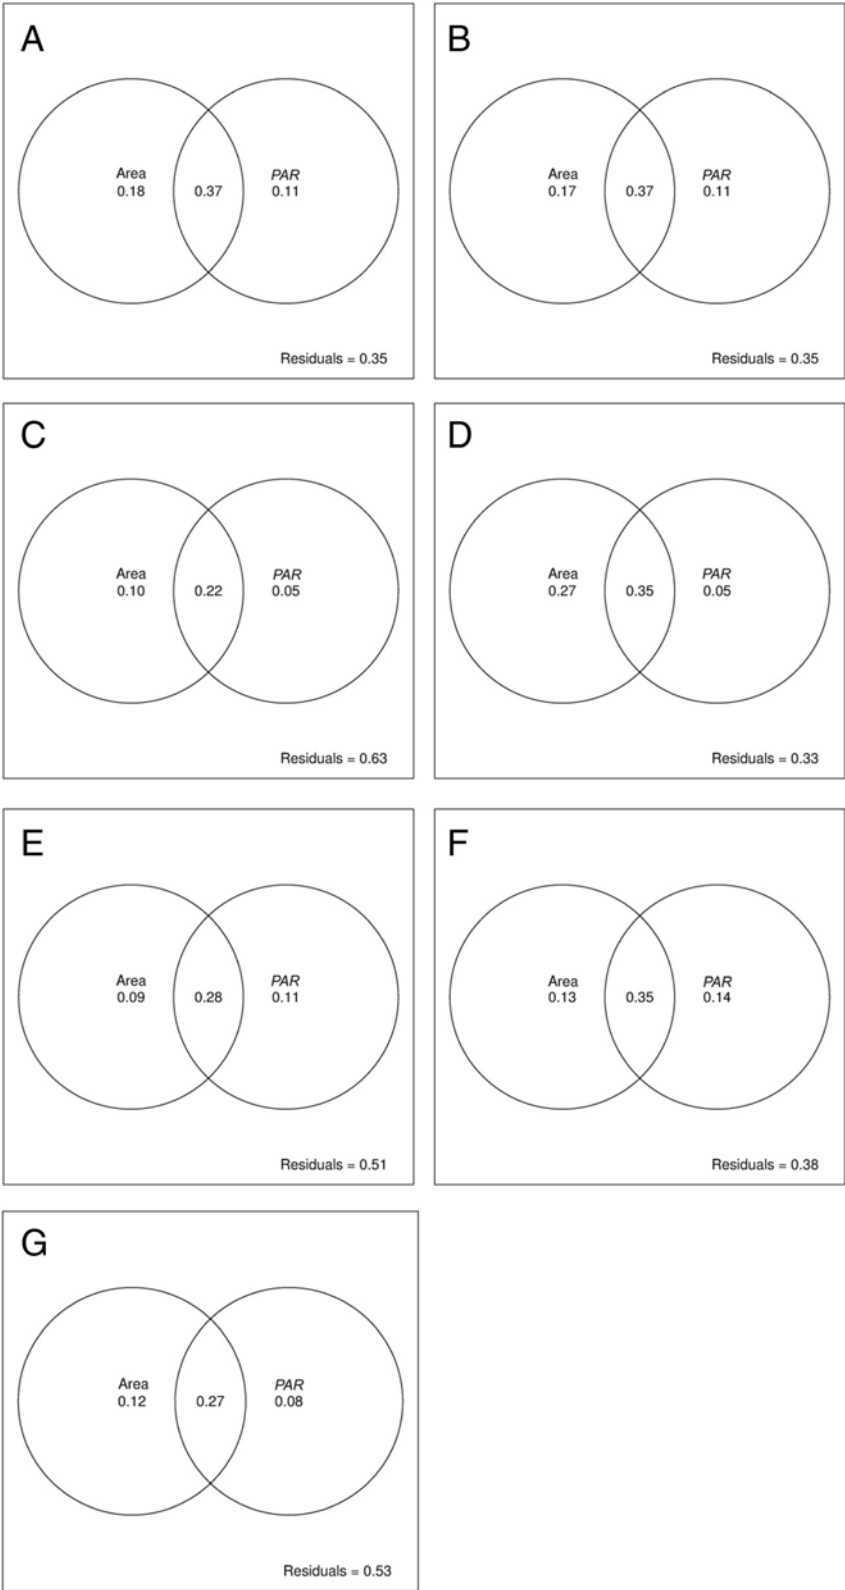 A
Area
0.18
0.37
PAR
0.11
Residuals = 0.35
B
Area
0.17
0.37
PAR
0.11
Residuals = 0.35
C
Area
0.10
0.22
PAR
0.05
Residuals = 0.63
D
Area
0.27
0.35
PAR
0.05
Residuals = 0.33
E
Area
0.09
0.28
PAR
0.11
Residuals = 0.51
F
Area
0.13
0.35
PAR
0.14
Residuals = 0.38
G
Area
0.12
0.27
PAR
0.08
Residuals = 0.53